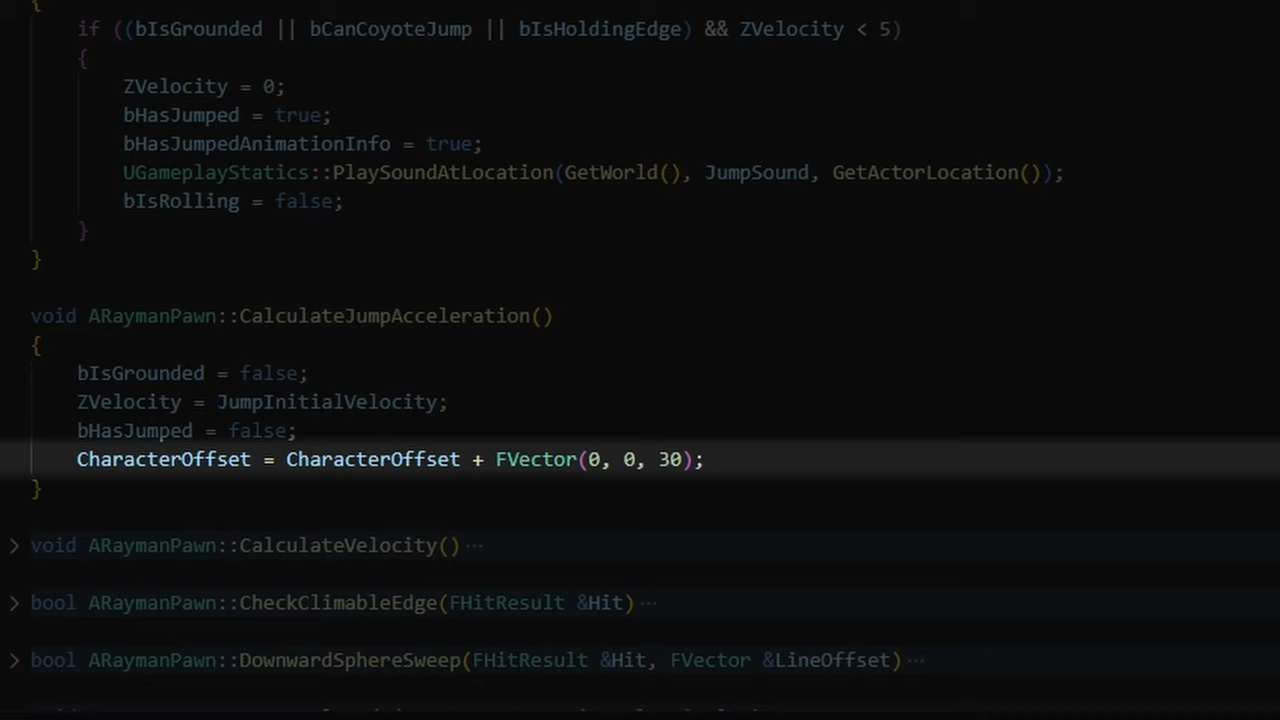 {
if ((bIsGrounded || bCanCoyoteJump || bIsHoldingEdge) && ZVelocity < 5)
{
ZVelocity = 0;
bHasJumped = true;
bHasJumpedAnimationInfo = true;
UGameplayStatics::PlaySoundAtLocation(GetWorld(), JumpSound, GetActorLocation());
bIsRolling = false;
}
}
void ARaymanPawn::CalculateJumpAcceleration()
{
bIsGrounded = false;
ZVelocity = JumpInitialVelocity;
bHasJumped = false;
CharacterOffset = CharacterOffset + FVector(0, 0, 30);
}
void ARaymanPawn::CalculateVelocity() ···
bool ARaymanPawn::CheckClimableEdge(FHitResult &Hit) ···
bool ARaymanPawn::DownwardSphereSweep(FHitResult &Hit, FVector &LineOffset) ···